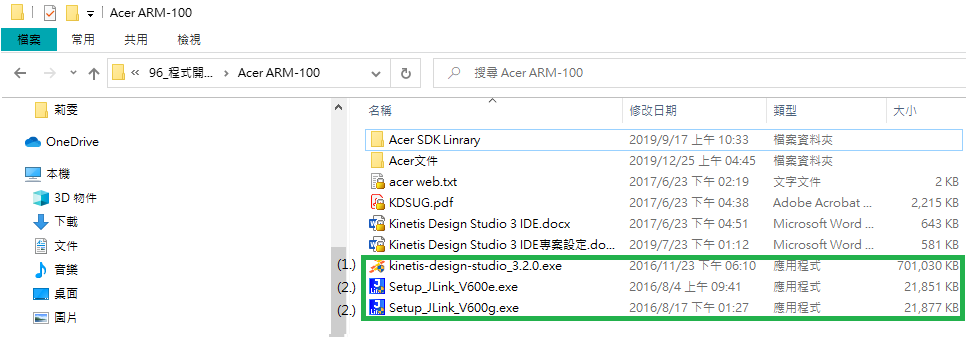 Acer ARM-100
檔案 常用 共用 檢視
96_程式開... Acer ARM-100 搜尋 Acer ARM-100
名稱 修改日期 類型 大小
莉雯
OneDrive
本機
3D 物件
下載
文件
音樂
桌面
圖片
Acer SDK Linrary 2019/9/17 上午 10:33 檔案資料夾
Acer文件 2019/12/25 上午 04:45 檔案資料夾
acer web.txt 2017/6/23 下午 02:19 文字文件 2 KB
KDSUG.pdf 2017/6/23 下午 04:38 Adobe Acrobat ... 2,215 KB
Kinetis Design Studio 3 IDE.docx 2017/6/23 下午 04:51 Microsoft Word ... 643 KB
Kinetis Design Studio 3 IDE專案設定.do... 2019/7/23 下午 01:12 Microsoft Word ... 581 KB
(1.) kinetis-design-studio_3.2.0.exe 2016/11/23 下午 06:10 應用程式 701,030 KB
(2.) Setup_JLink_V600e.exe 2016/8/4 上午 09:41 應用程式 21,851 KB
(2.) Setup_JLink_V600g.exe 2016/8/17 下午 01:27 應用程式 21,877 KB